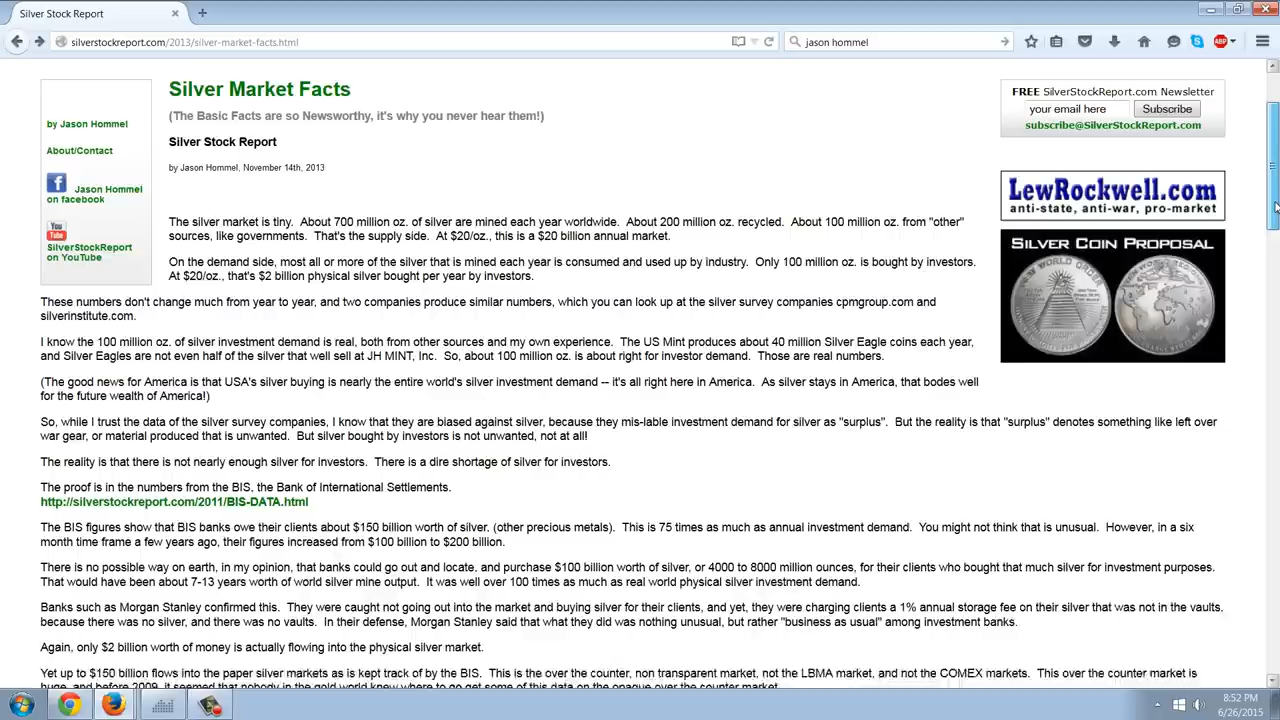 Silver Stock Report
silverstockreport.com/2013/silver-market-facts.html
jason hommel
ABP
by Jason Hommel
About/Contact
Jason Hommel
on facebook
You
Tube
SilverStockReport
on YouTube
Silver Market Facts
(The Basic Facts are so Newsworthy, it's why you never hear them!)
Silver Stock Report
by Jason Hommel, November 14th, 2013
The silver market is tiny. About 700 million oz. of silver are mined each year worldwide. About 200 million oz. recycled. About 100 million oz. from "other"
sources, like governments. That's the supply side. At $20/oz., this is a $20 billion annual market.
On the demand side, most all or more of the silver that is mined each year is consumed and used up by industry. Only 100 million oz. is bought by investors.
At $20/oz., that's $2 billion physical silver bought per year by investors.
These numbers don't change much from year to year, and two companies produce similar numbers, which you can look up at the silver survey companies cpmgroup.com and
silverinstitute.com.
I know the 100 million oz. of silver investment demand is real, both from other sources and my own experience. The US Mint produces about 40 million Silver Eagle coins each year,
and Silver Eagles are not even half of the silver that well sell at JH MINT, Inc. So, about 100 million oz. is about right for investor demand. Those are real numbers.
(The good news for America is that USA's silver buying is nearly the entire world's silver investment demand -- it's all right here in America. As silver stays in America, that bodes well
for the future wealth of America!)
So, while I trust the data of the silver survey companies, I know that they are biased against silver, because they mis-lable investment demand for silver as "surplus". But the reality is that "surplus" denotes something like left over
war gear, or material produced that is unwanted. But silver bought by investors is not unwanted, not at all!
The reality is that there is not nearly enough silver for investors. There is a dire shortage of silver for investors.
The proof is in the numbers from the BIS, the Bank of International Settlements.
http://silverstockreport.com/2011/BIS-DATA.html
The BIS figures show that BIS banks owe their clients about $150 billion worth of silver, (other precious metals). This is 75 times as much as annual investment demand. You might not think that is unusual. However, in a six
month time frame a few years ago, their figures increased from $100 billion to $200 billion.
There is no possible way on earth, in my opinion, that banks could go out and locate, and purchase $100 billion worth of silver, or 4000 to 8000 million ounces, for their clients who bought that much silver for investment purposes.
That would have been about 7-13 years worth of world silver mine output. It was well over 100 times as much as real world physical silver investment demand.
Banks such as Morgan Stanley confirmed this. They were caught not going out into the market and buying silver for their clients, and yet, they were charging clients a 1% annual storage fee on their silver that was not in the vaults,
because there was no silver, and there was no vaults. In their defense, Morgan Stanley said that what they did was nothing unusual, but rather "business as usual" among investment banks.
Again, only $2 billion worth of money is actually flowing into the physical silver market.
Yet up to $150 billion flows into the paper silver markets as is kept track of by the BIS. This is the over the counter, non transparent market, not the LBMA market, and not the COMEX markets. This over the counter market is
huge, and before 2009, it seemed that nobody in the gold world knew where to get some of this data on the opaque over the counter market.
FREE SilverStockReport.com Newsletter
your email here Subscribe
subscribe@SilverStockReport.com
LewRockwell.com
anti-state, anti-war, pro-market
SILVER COIN PROPOSAL
8:52 PM
6/26/2015